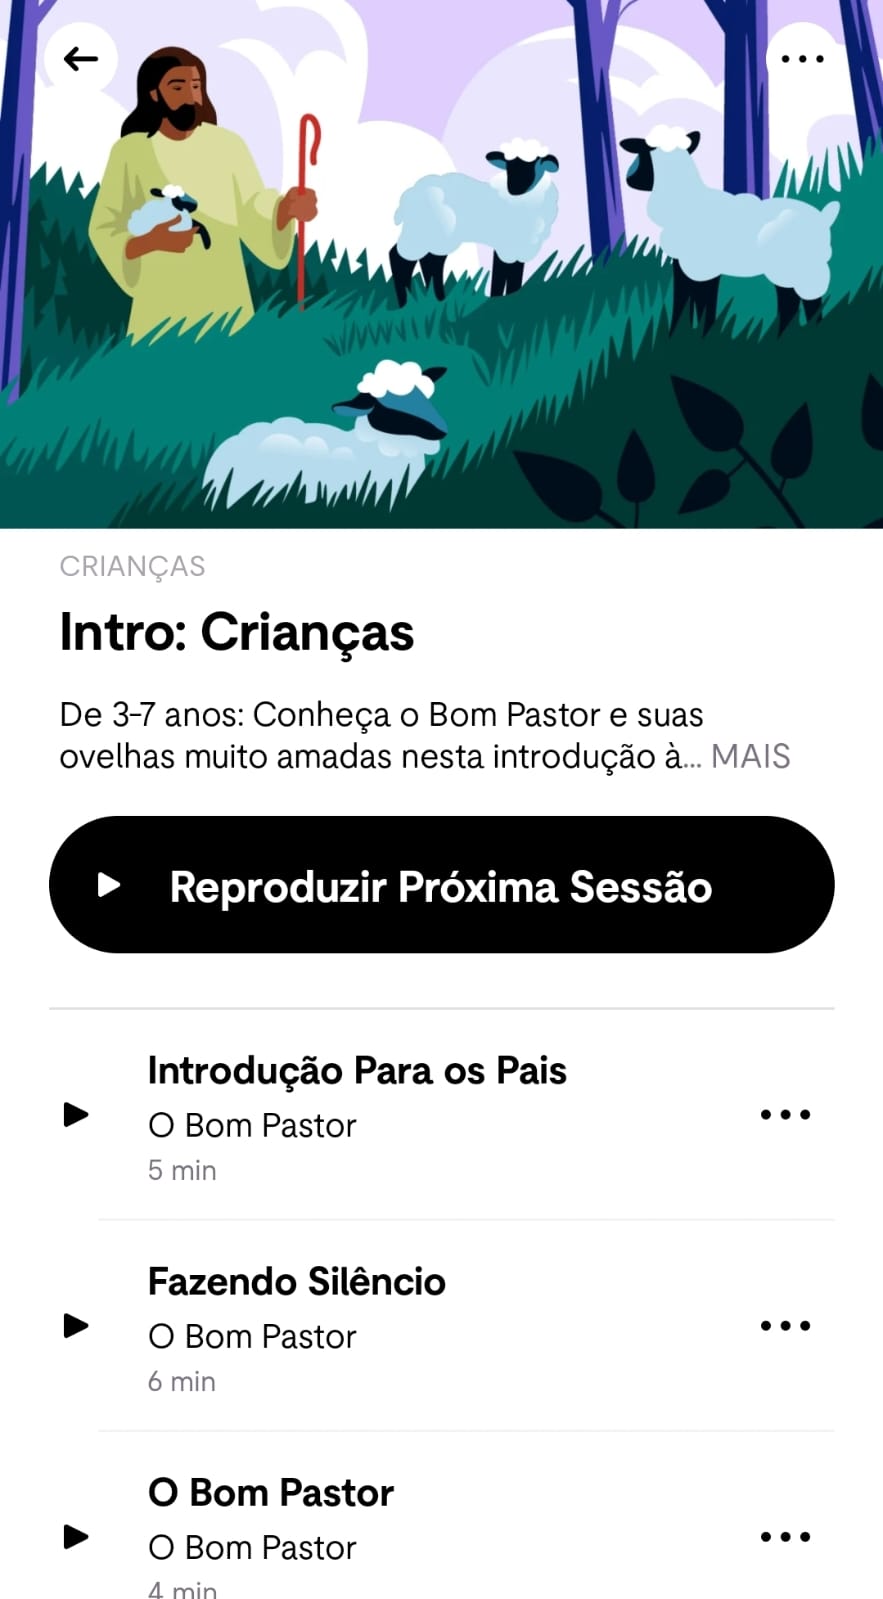 CRIANÇAS
Intro: Crianças
De 3-7 anos: Conheça o Bom Pastor e suas
ovelhas muito amadas nesta introdução à... MAIS
Reproduzir Próxima Sessão
Introdução Para os Pais
O Bom Pastor
5 min
Fazendo Silêncio
O Bom Pastor
6 min
O Bom Pastor
O Bom Pastor
4 min